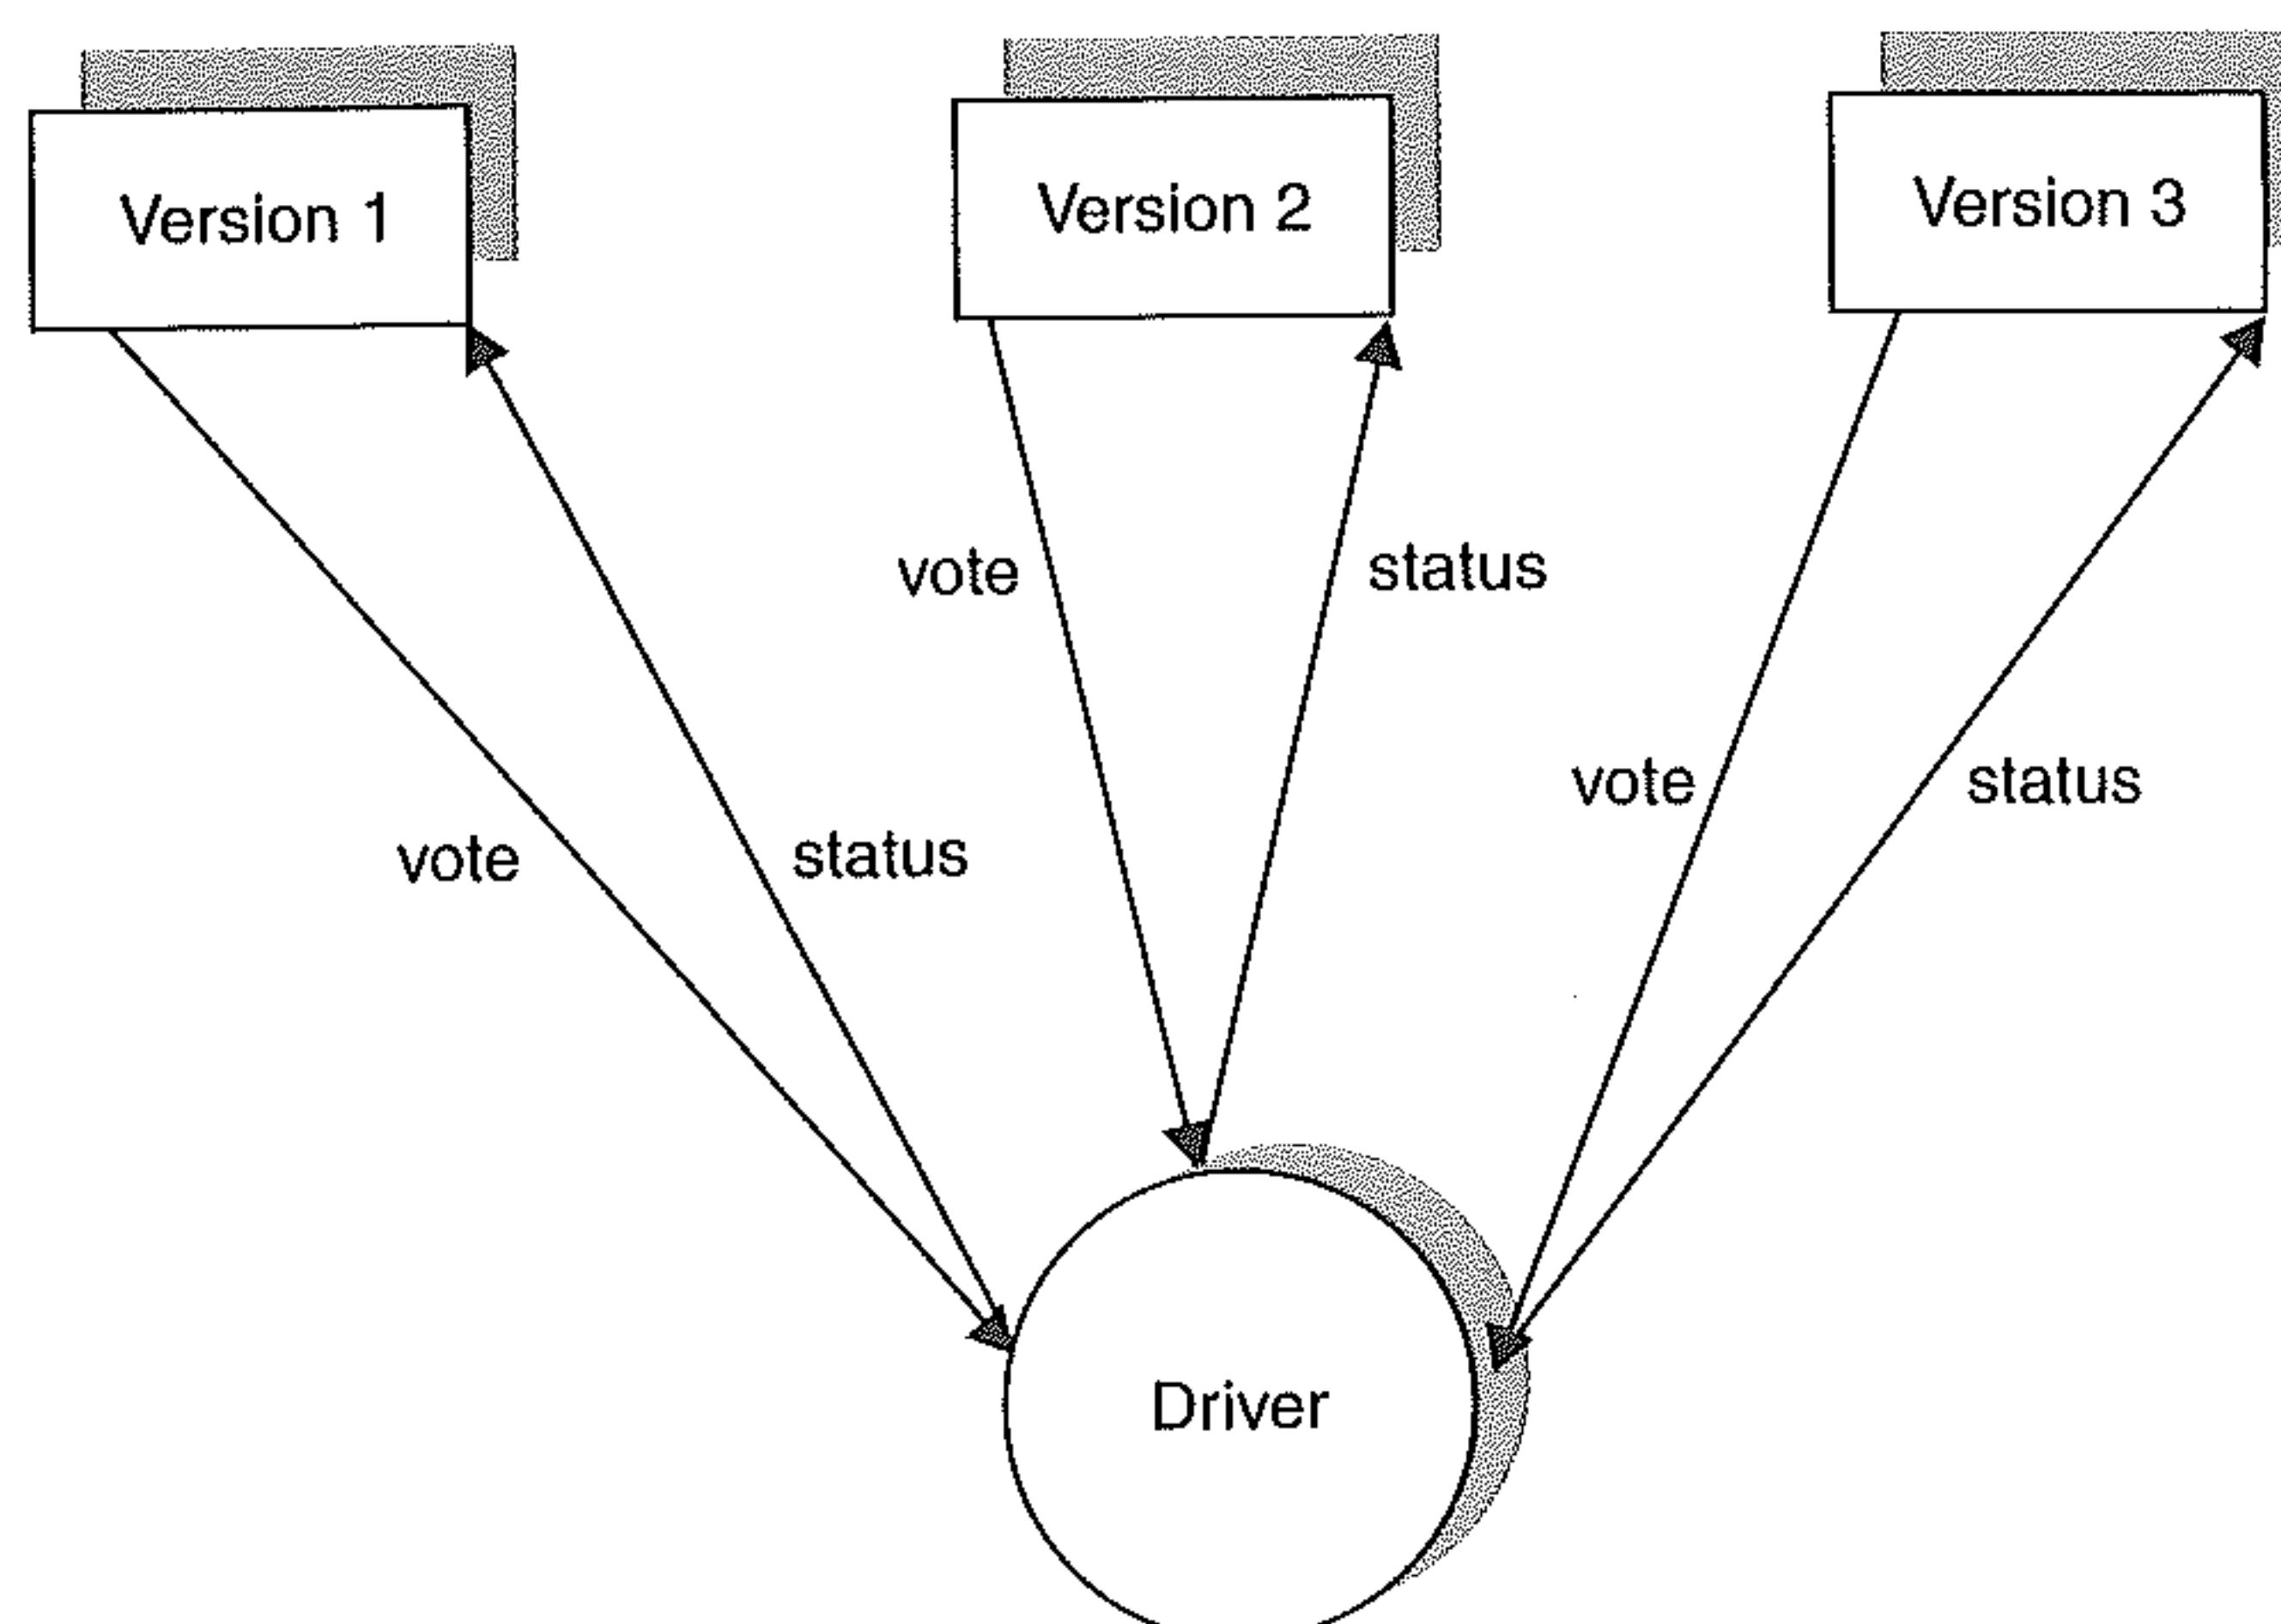 Version 1
Version 2
Version 3
vote
status
vote
status
vote
status
Driver